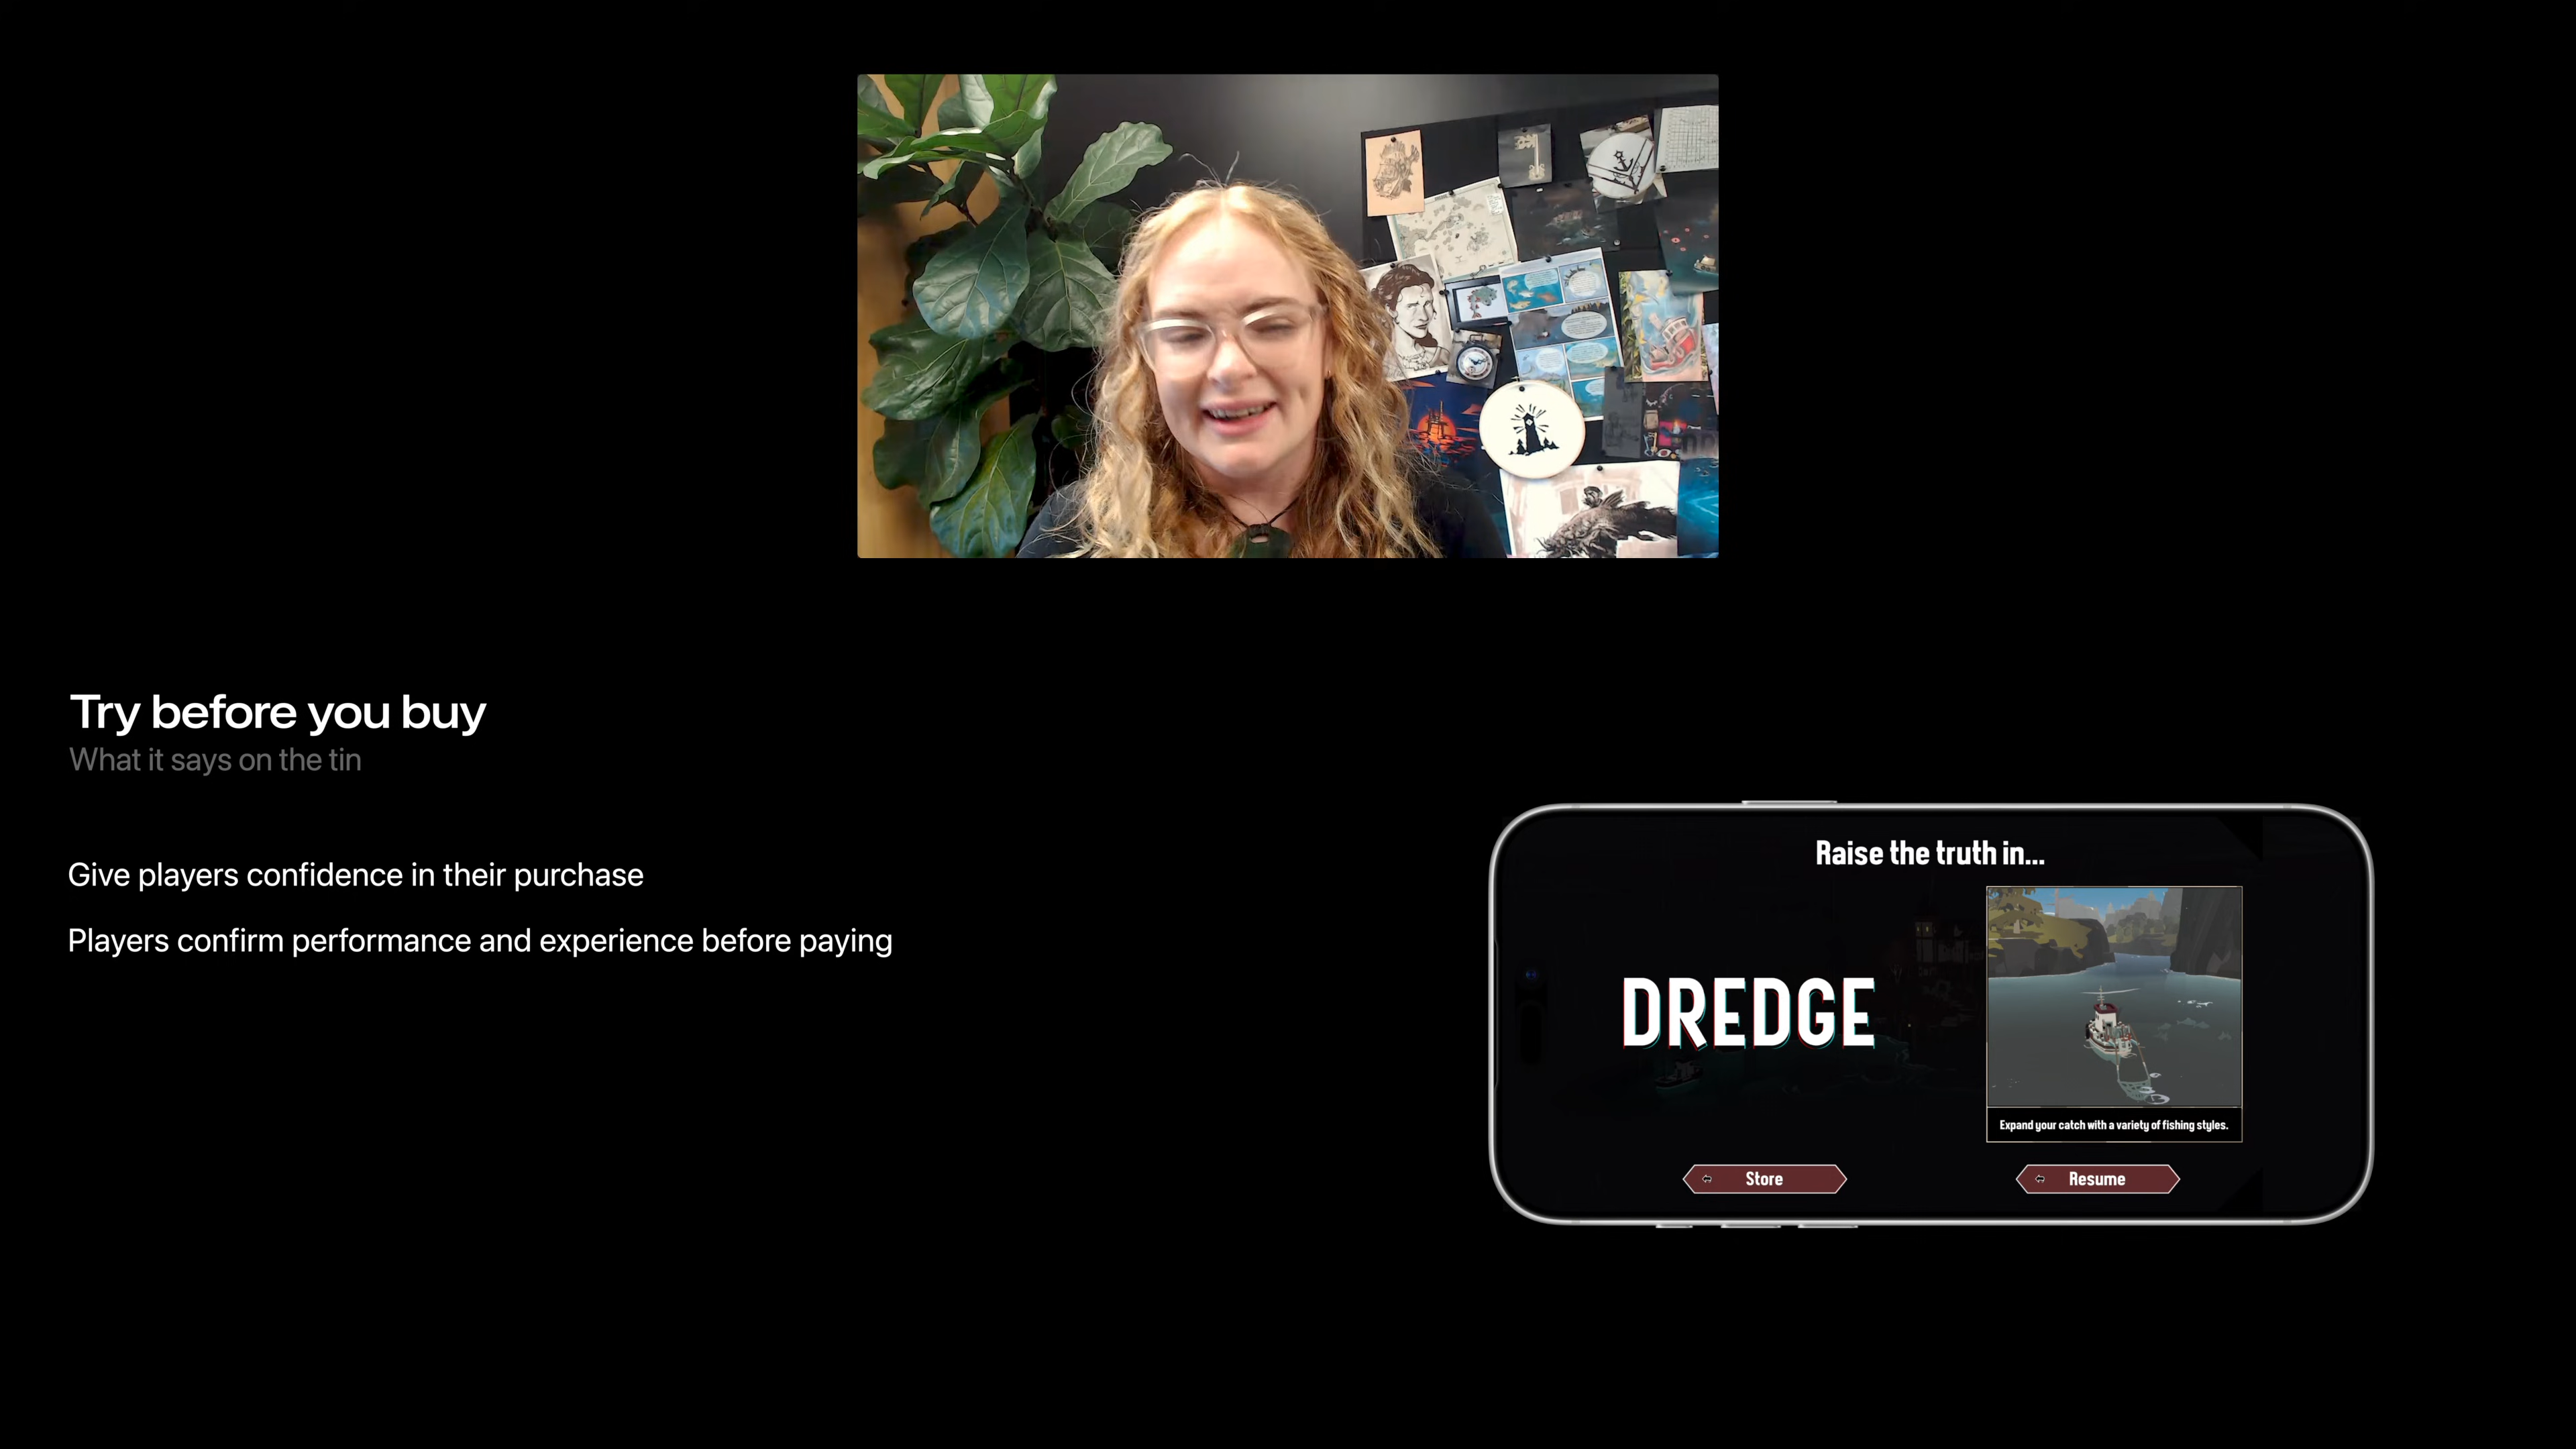 Try before you buy
What it says on the tin
Give players confidence in their purchase
Players confirm performance and experience before paying
Raise the truth in...
DREDGE
Expand your catch with a variety of fishing styles.
Store
Resume